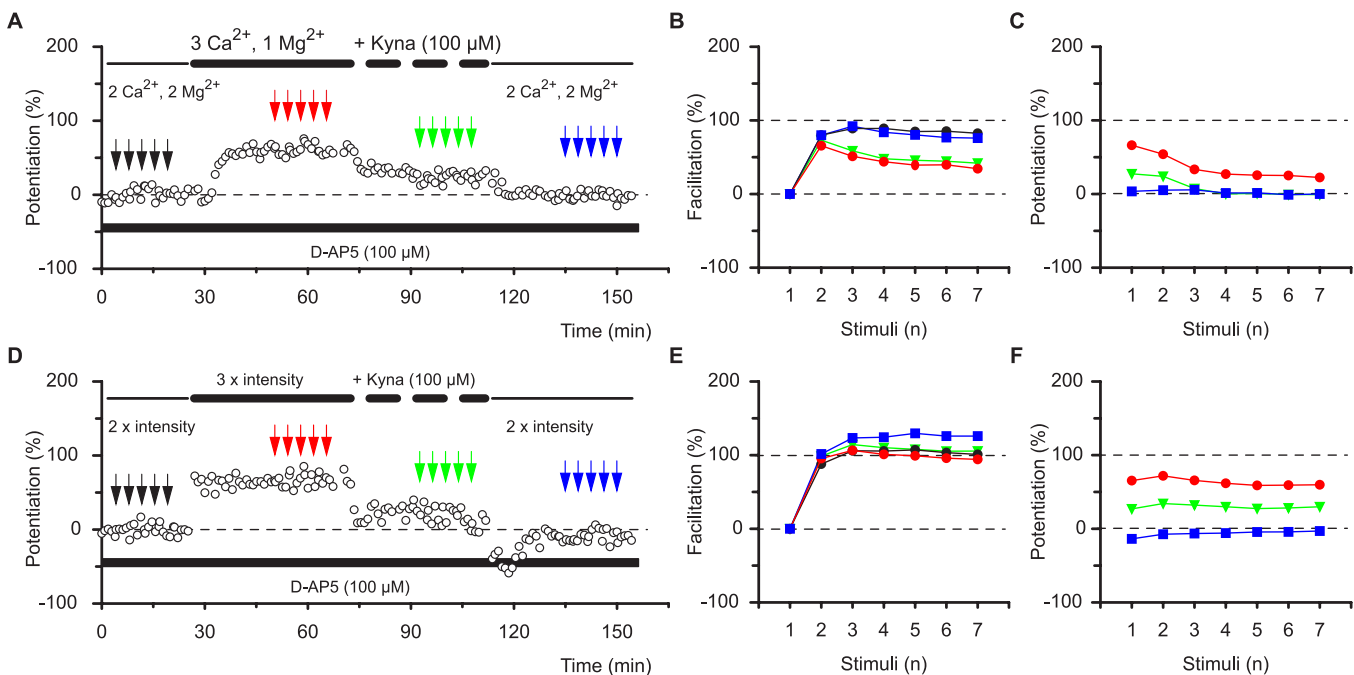 A
3 Ca2+, 1 Mg2+
+ Kyna (100 µM)
2 Ca2+, 2 Mg2+
2 Ca2+, 2 Mg2+
Potentiation (%)
200
100
0
-100
D-AP5 (100 µM)
0 30 60 90 120 150
Time (min)
B
Facilitation (%)
200
100
0
-100
1 2 3 4 5 6 7
Stimuli (n)
C
Potentiation (%)
200
100
0
-100
1 2 3 4 5 6 7
Stimuli (n)
D
3 x intensity
+ Kyna (100 µM)
2 x intensity
2 x intensity
Potentiation (%)
200
100
0
-100
D-AP5 (100 µM)
0 30 60 90 120 150
Time (min)
E
Facilitation (%)
200
100
0
-100
1 2 3 4 5 6 7
Stimuli (n)
F
Potentiation (%)
200
100
0
-100
1 2 3 4 5 6 7
Stimuli (n)